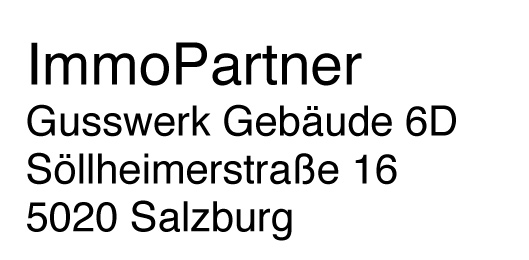 ImmoPartner
Gusswerk Gebäude 6D
Söllheimerstraße 16
5020 Salzburg